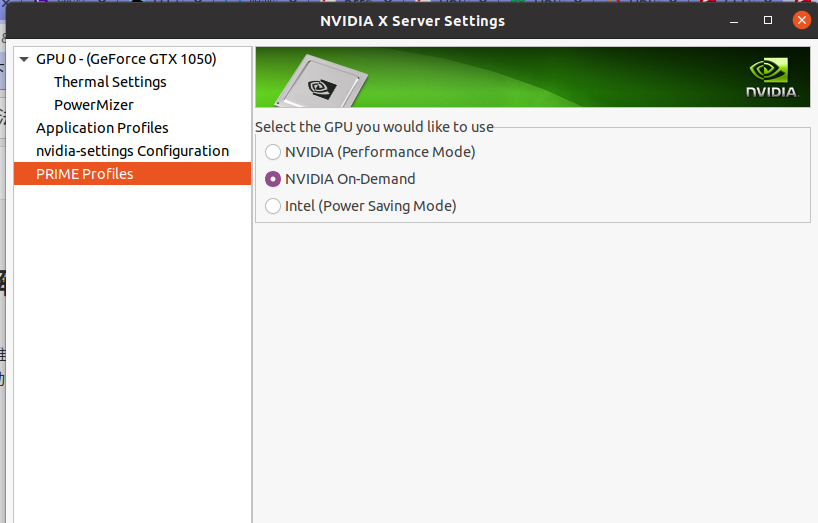 NVIDIA X Server Settings
GPU 0 - (GeForce GTX 1050)
Thermal Settings
PowerMizer
Application Profiles
nvidia-settings Configuration
PRIME Profiles
NVIDIA.
Select the GPU you would like to use
NVIDIA (Performance Mode)
NVIDIA On-Demand
Intel (Power Saving Mode)